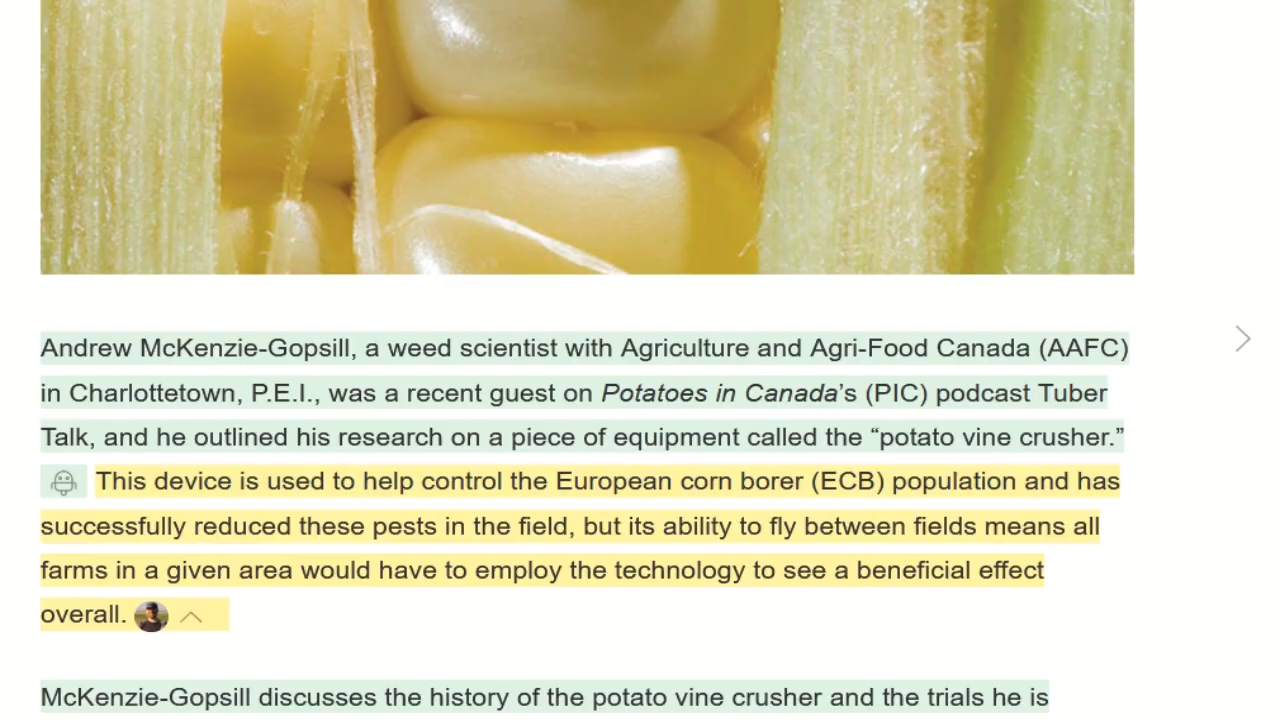 Andrew McKenzie-Gopsill, a weed scientist with Agriculture and Agri-Food Canada (AAFC)
in Charlottetown, P.E.I., was a recent guest on Potatoes in Canada’s (PIC) podcast Tuber
Talk, and he outlined his research on a piece of equipment called the “potato vine crusher.”
This device is used to help control the European corn borer (ECB) population and has
successfully reduced these pests in the field, but its ability to fly between fields means all
farms in a given area would have to employ the technology to see a beneficial effect
overall.
McKenzie-Gopsill discusses the history of the potato vine crusher and the trials he is